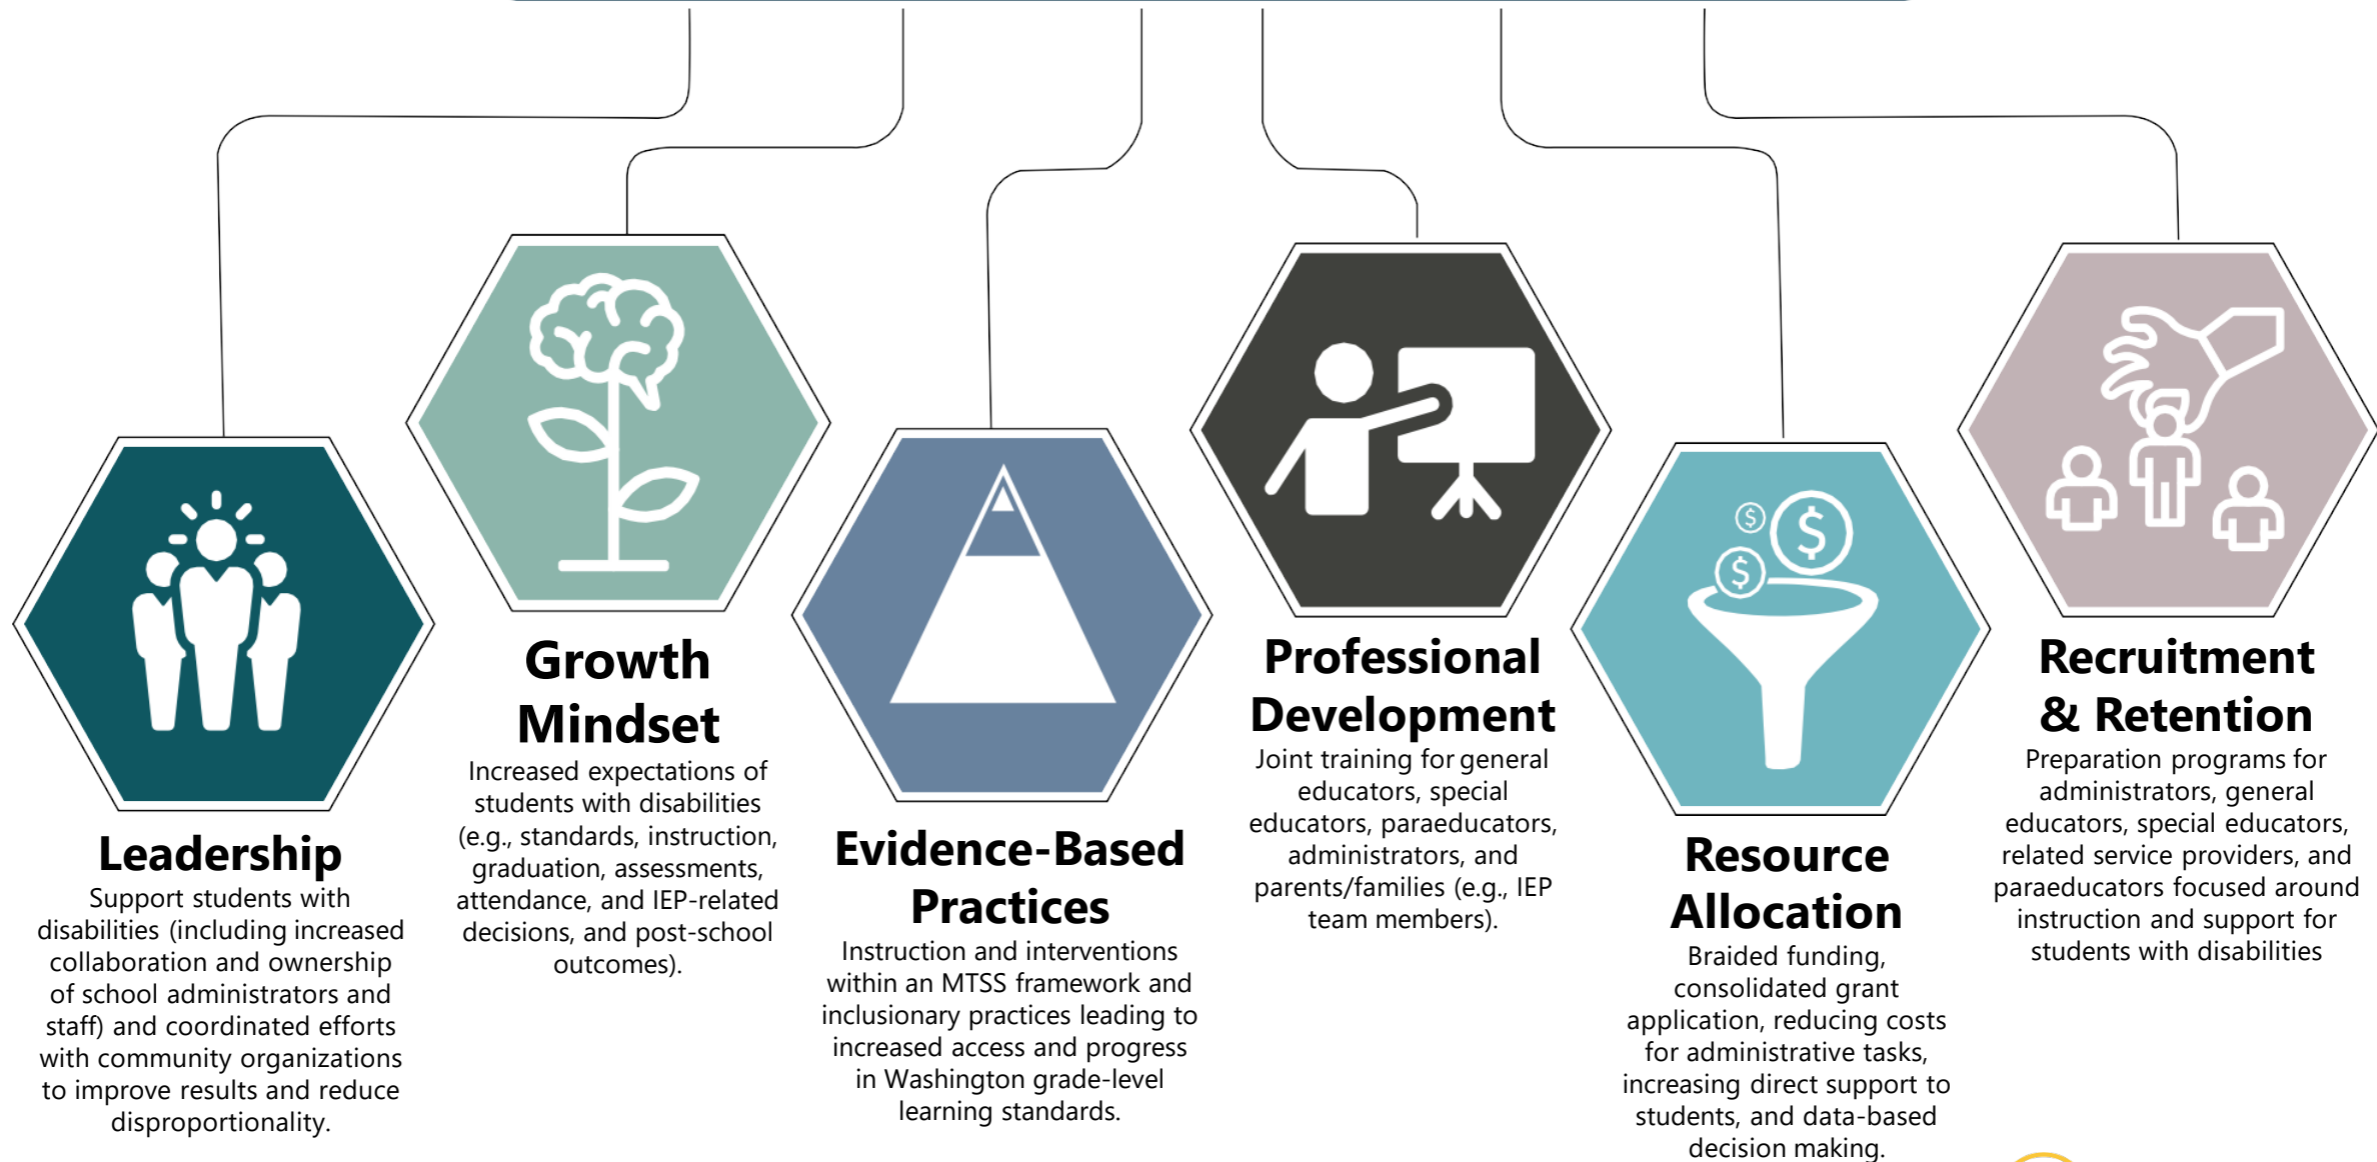 Leadership
Support students with
disabilities (including increased
collaboration and ownership
of school administrators and
staff) and coordinated efforts
with community organizations
to improve results and reduce
disproportionality.
Growth
Mindset
Increased expectations of
students with disabilities
(e.g., standards, instruction,
graduation, assessments,
attendance, and IEP-related
decisions, and post-school
outcomes).
Evidence-Based
Practices
Instruction and interventions
within an MTSS framework and
inclusionary practices leading to
increased access and progress
in Washington grade-level
learning standards.
Professional
Development
Joint training for general
educators, special
educators, paraeducators,
administrators, and
parents/families (e.g., IEP
team members).
$
$
$
Resource
Allocation
Braided funding,
consolidated grant
application, reducing costs
for administrative tasks,
increasing direct support to
students, and data-based
decision making.
Recruitment
& Retention
Preparation programs for
administrators, general
educators, special educators,
related service providers, and
paraeducators focused around
instruction and support for
students with disabilities